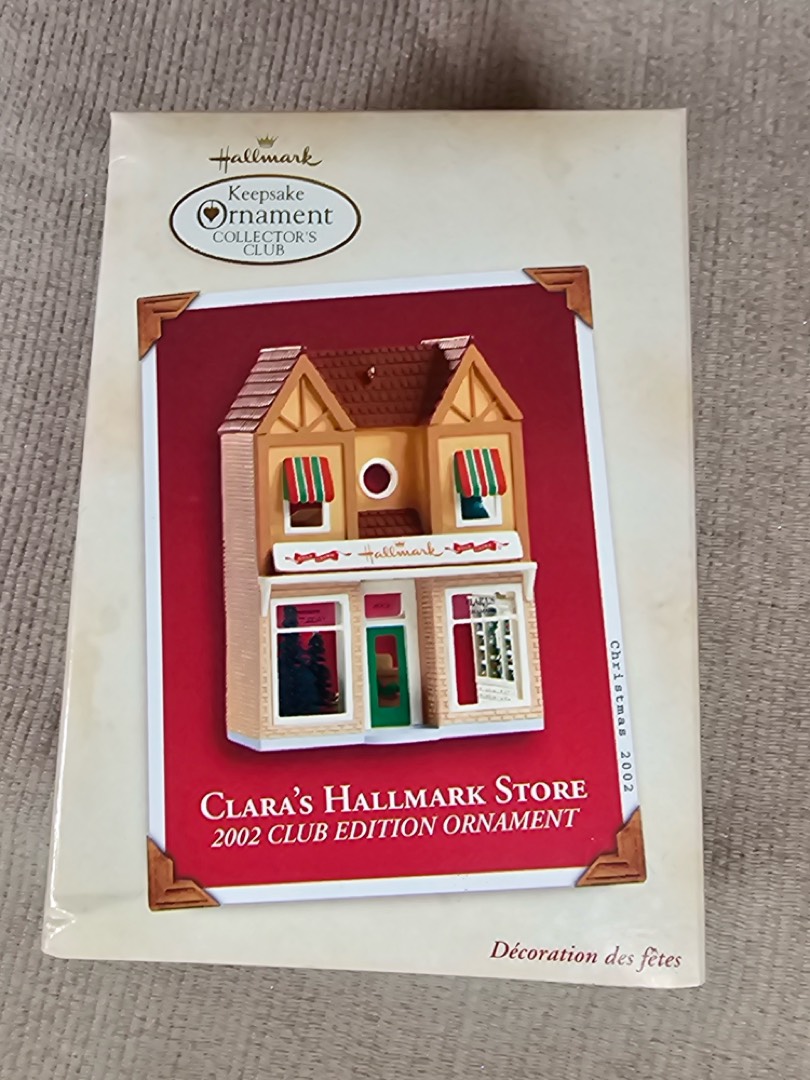 Hallmark
Keepsake
Ornament
COLLECTOR'S
CLUB
Hallmark
CLARA'S HALLMARK STORE
2002 CLUB EDITION ORNAMENT
Christmas 2002
Décoration des fêtes